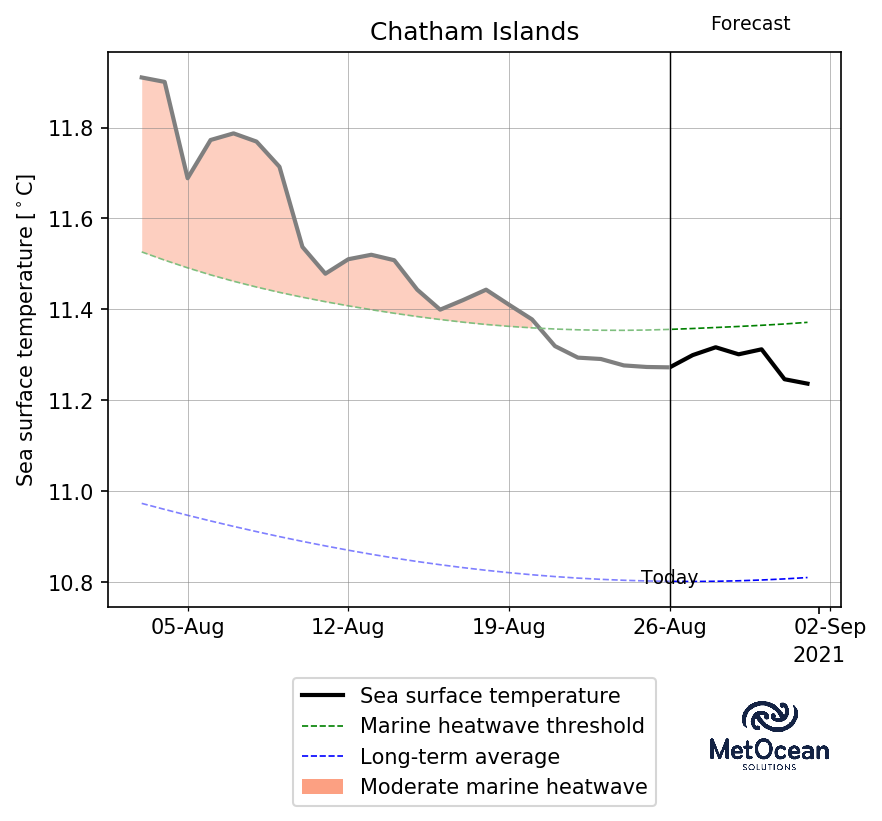 Chatham Islands
Forecast
Sea surface temperature [°C]
11.8
11.6
11.4
11.2
11.0
10.8
Today
05-Aug
12-Aug
19-Aug
26-Aug
02-Sep
2021
Sea surface temperature
Marine heatwave threshold
Long-term average
Moderate marine heatwave
MetOcean
SOLUTIONS